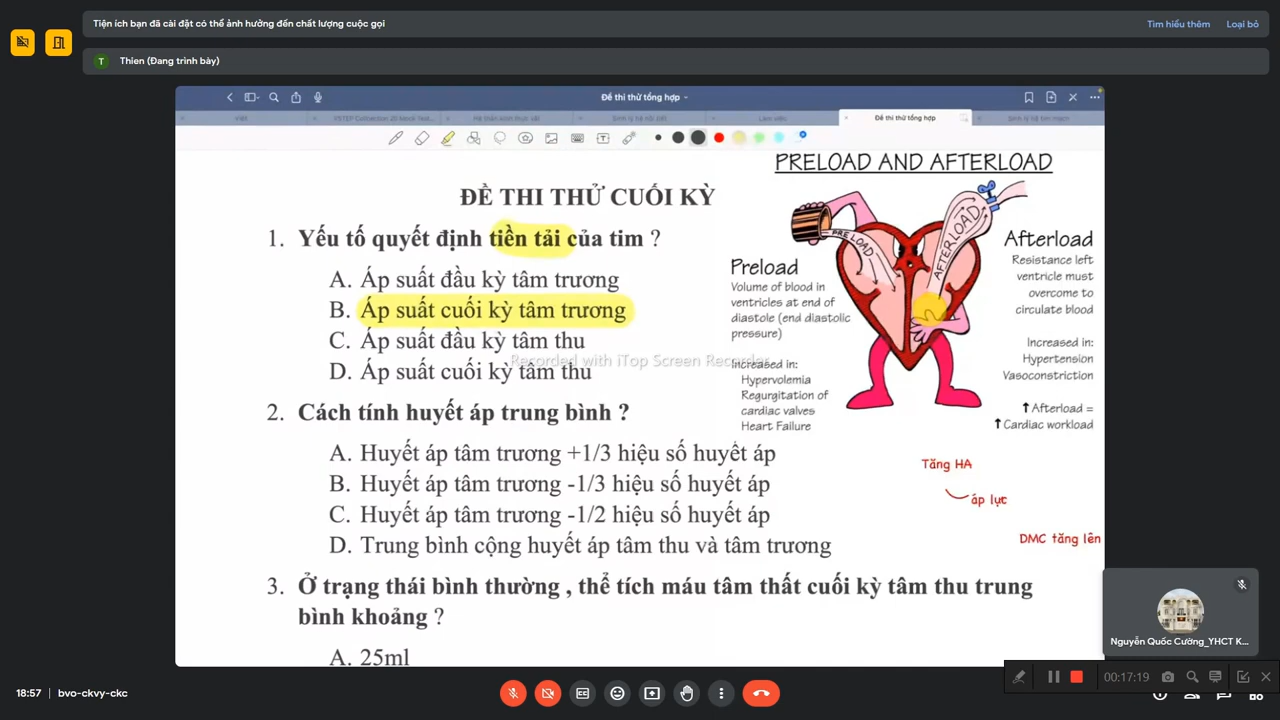 Tiện ích bạn đã cài đặt có thể ảnh hưởng đến chất lượng cuộc gọi
Tìm hiểu thêm
Loại bỏ
T
Thien (Đang trình bày)
Đề thi thử tổng hợp
Việt
Làm việc
Đề thi thử tổng hợp
PRELOAD AND AFTERLOAD
ĐỀ THI THỬ CUỐI KỲ
1. Yếu tố quyết định tiền tải của tim ?
A. Áp suất đầu kỳ tâm trương
B. Áp suất cuối kỳ tâm trương
C. Áp suất đầu kỳ tâm thu
D. Áp suất cuối kỳ tâm thu
PRELOAD
AFTERLOAD
Preload
Volume of blood in
ventricles at end of
diastole (end diastolic
pressure)
Increased in:
Hypervolemia
Regurgitation of
cardiac valves
Heart Failure
Afterload
Resistance left
ventricle must
overcome to
circulate blood
Increased in:
Hypertension
Vasoconstriction
↑ Afterload =
↑ Cardiac workload
Recorded with iTop Screen Recorder
2. Cách tính huyết áp trung bình ?
A. Huyết áp tâm trương +1/3 hiệu số huyết áp
B. Huyết áp tâm trương -1/3 hiệu số huyết áp
C. Huyết áp tâm trương -1/2 hiệu số huyết áp
D. Trung bình cộng huyết áp tâm thu và tâm trương
Tăng HA
áp lực
DMC tăng lên
3. Ở trạng thái bình thường , thể tích máu tâm thất cuối kỳ tâm thu trung
bình khoảng ?
A. 25ml
Nguyễn Quốc Cường_YHCT K...
00:17:19
18:57 | bvo-ckvy-ckc